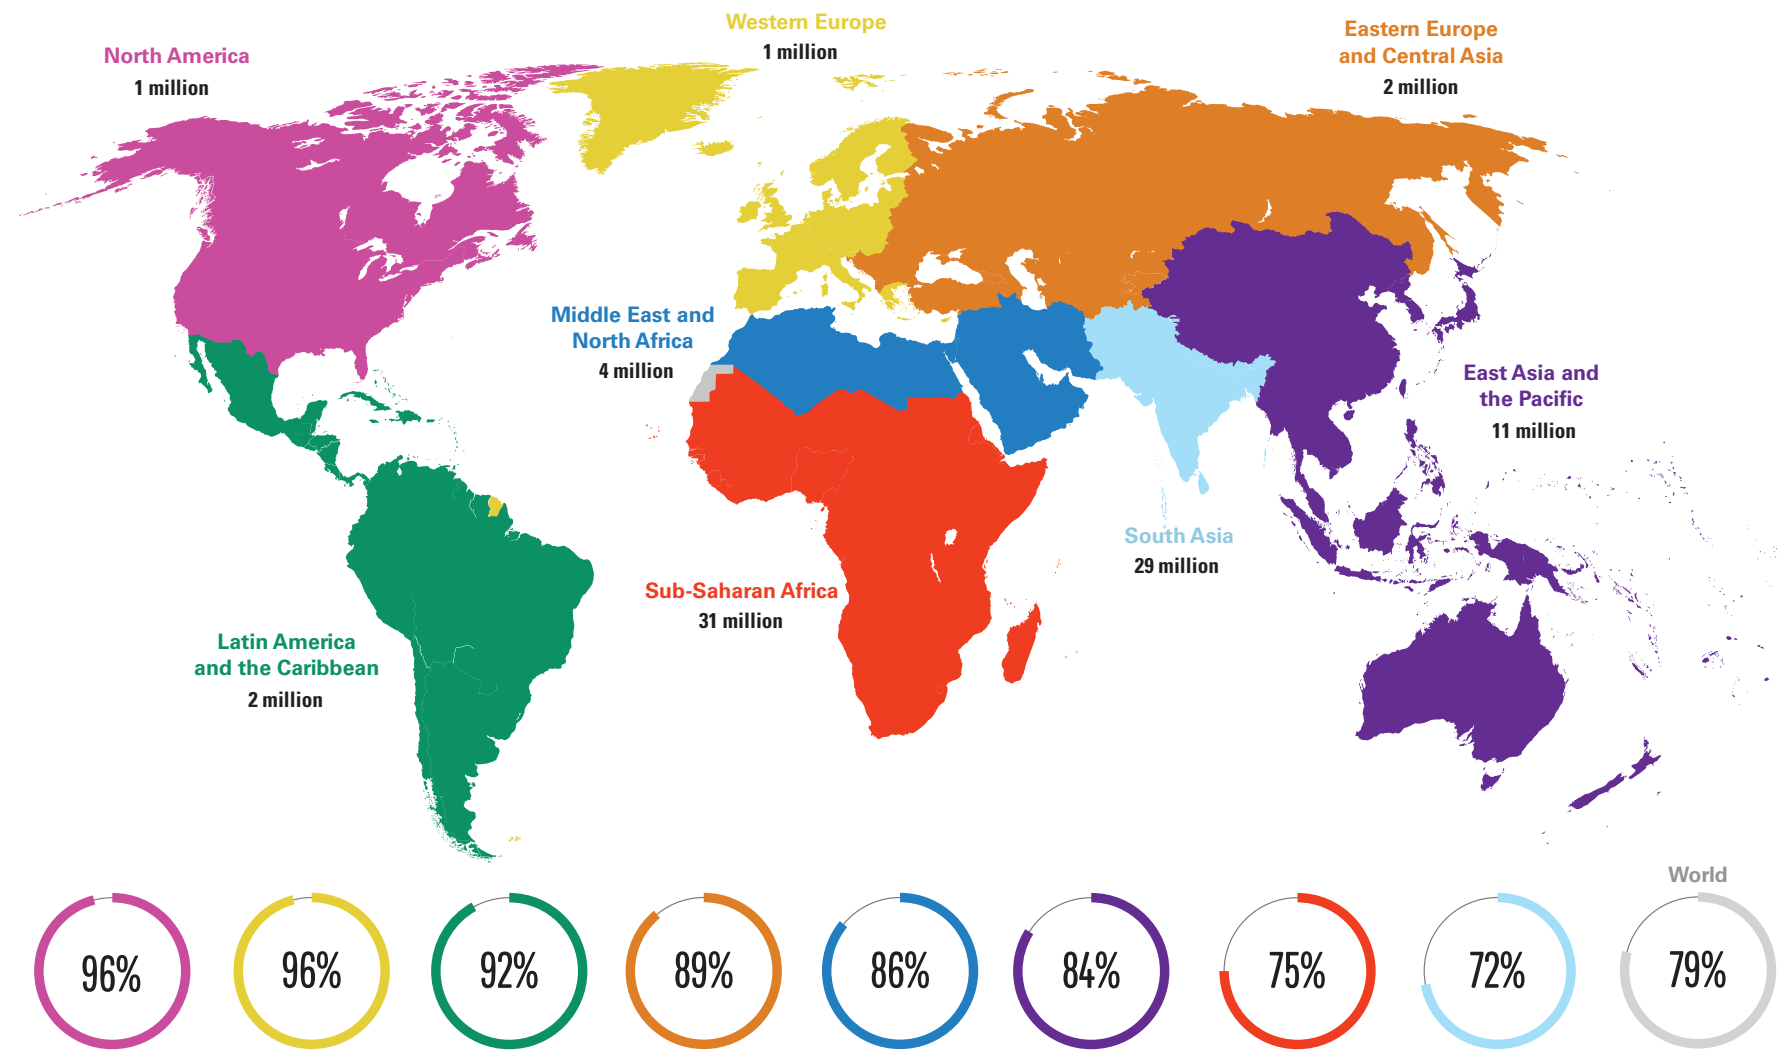 Western Europe
1 million
Eastern Europe
and Central Asia
2 million
North America
1 million
Middle East and
North Africa
4 million
East Asia and
the Pacific
11 million
South Asia
29 million
Sub-Saharan Africa
31 million
Latin America
and the Caribbean
2 million
World
96%
96%
92%
89%
86%
84%
75%
72%
79%